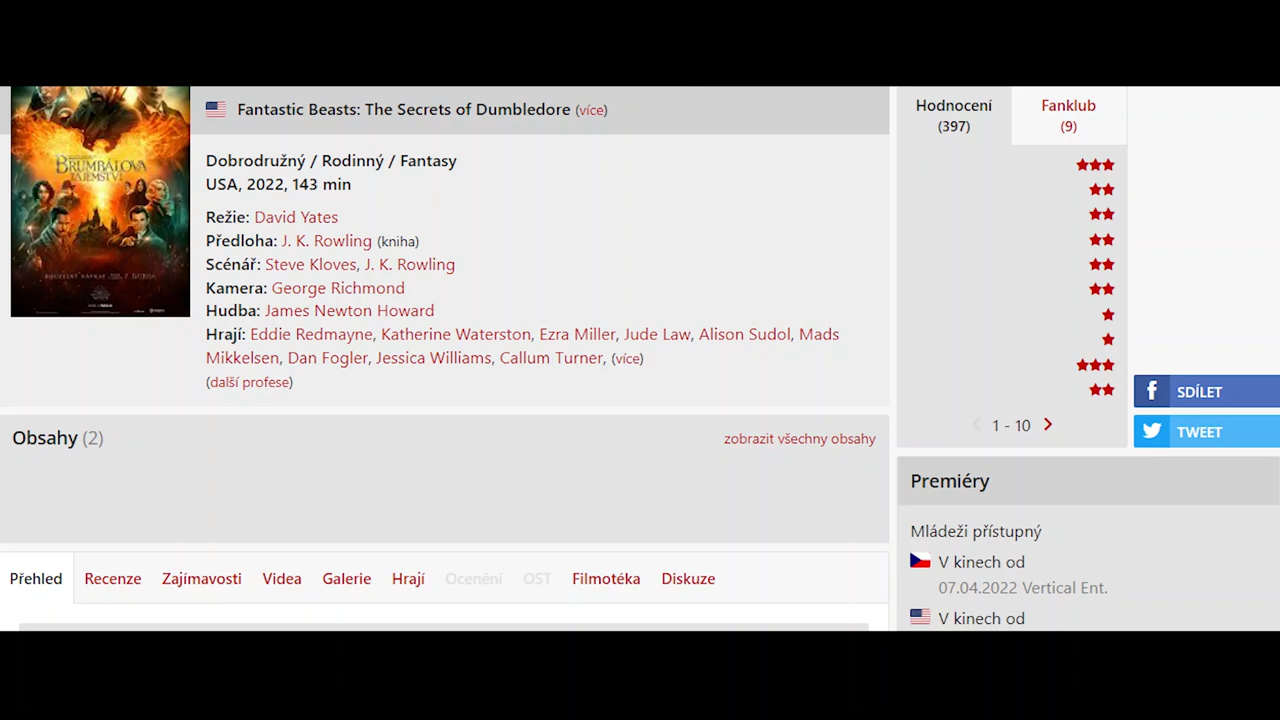 BRUMBÁLOVA
TAJEMSTVÍ
Fantastic Beasts: The Secrets of Dumbledore (více)
Dobrodružný / Rodinný / Fantasy
USA, 2022, 143 min
Režie: David Yates
Předloha: J. K. Rowling (kniha)
Scénář: Steve Kloves, J. K. Rowling
Kamera: George Richmond
Hudba: James Newton Howard
Hrají: Eddie Redmayne, Katherine Waterston, Ezra Miller, Jude Law, Alison Sudol, Mads
Mikkelsen, Dan Fogler, Jessica Williams, Callum Turner, (více)
(další profese)
Obsahy (2)
zobrazit všechny obsahy
Přehled Recenze Zajímavosti Videa Galerie Hrají Ocenění OST Filmotéka Diskuze
Hodnocení
(397)
Fanklub
(9)
1 - 10
SDÍLET
TWEET
Premiéry
Mládeži přístupný
V kinech od
07.04.2022 Vertical Ent.
V kinech od